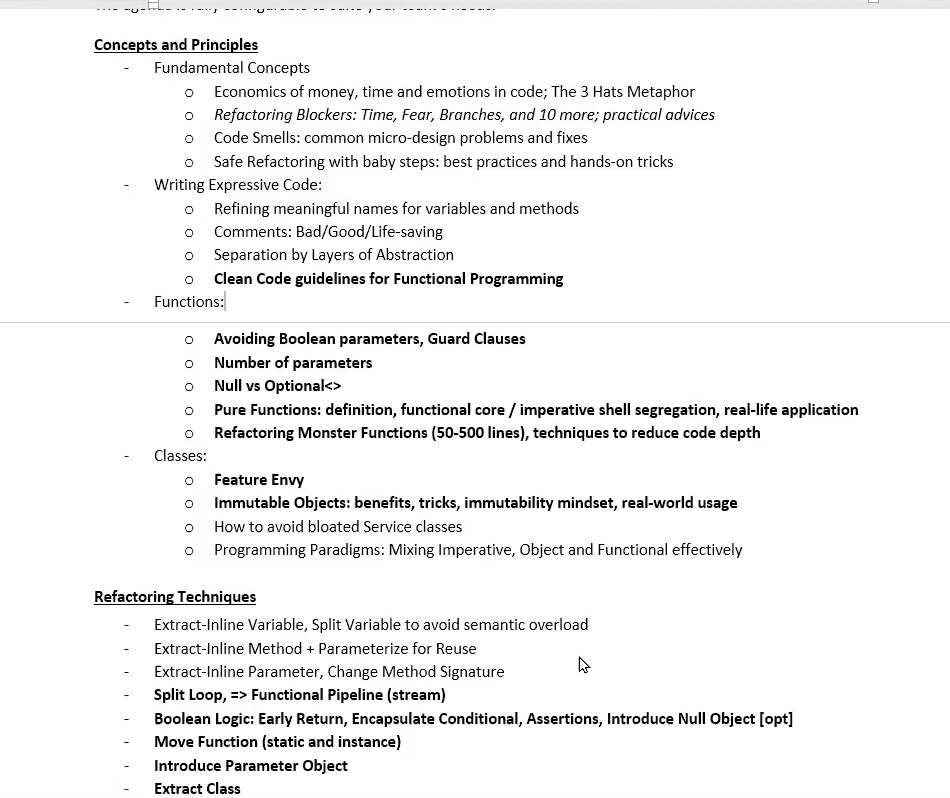 Concepts and Principles
- Fundamental Concepts
o Economics of money, time and emotions in code; The 3 Hats Metaphor
o Refactoring Blockers: Time, Fear, Branches, and 10 more; practical advices
o Code Smells: common micro-design problems and fixes
o Safe Refactoring with baby steps: best practices and hands-on tricks
- Writing Expressive Code:
o Refining meaningful names for variables and methods
o Comments: Bad/Good/Life-saving
o Separation by Layers of Abstraction
o Clean Code guidelines for Functional Programming
- Functions:
o Avoiding Boolean parameters, Guard Clauses
o Number of parameters
o Null vs Optional<>
o Pure Functions: definition, functional core / imperative shell segregation, real-life application
o Refactoring Monster Functions (50-500 lines), techniques to reduce code depth
- Classes:
o Feature Envy
o Immutable Objects: benefits, tricks, immutability mindset, real-world usage
o How to avoid bloated Service classes
o Programming Paradigms: Mixing Imperative, Object and Functional effectively
Refactoring Techniques
- Extract-Inline Variable, Split Variable to avoid semantic overload
- Extract-Inline Method + Parameterize for Reuse
- Extract-Inline Parameter, Change Method Signature
- Split Loop, => Functional Pipeline (stream)
- Boolean Logic: Early Return, Encapsulate Conditional, Assertions, Introduce Null Object [opt]
- Move Function (static and instance)
- Introduce Parameter Object
- Extract Class